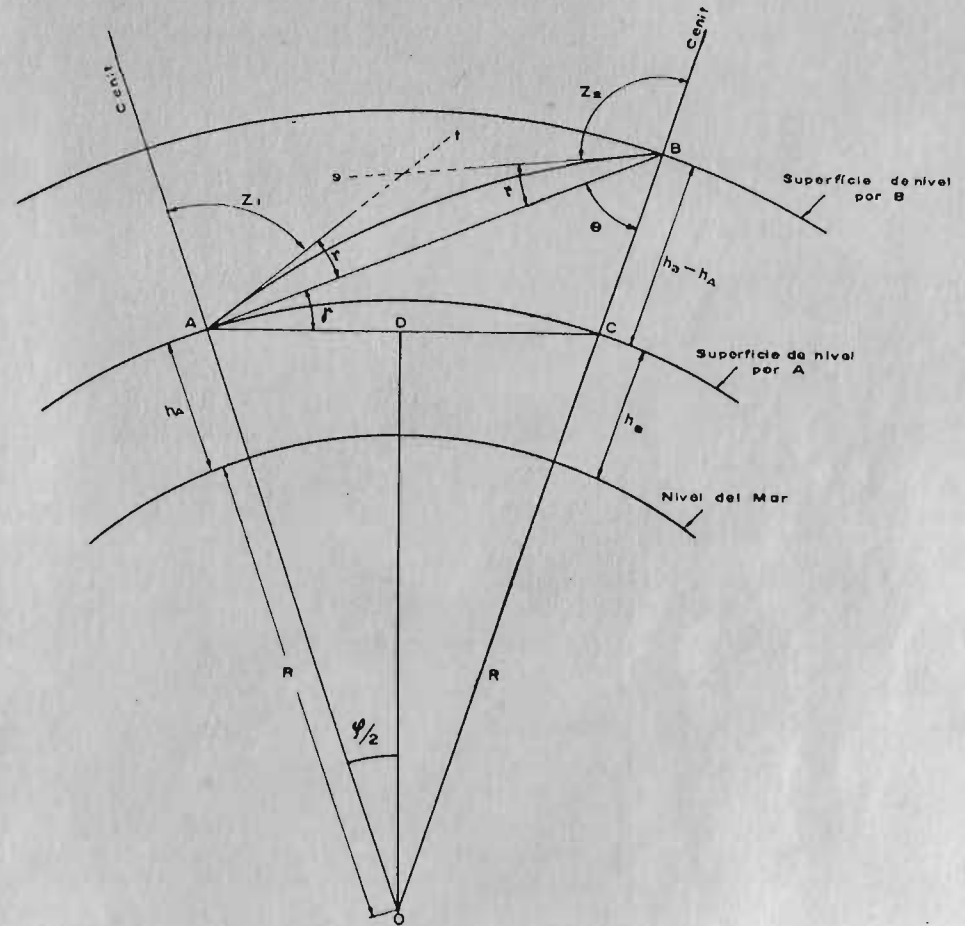 Cenit
Cenit
Z₂
t
s
B
Superficie de nivel
por B
Z₁
r
r
θ
h_B - h_A
γ
A
D
C
Superficie de nivel
por A
h_A
h_B
Nivel del Mar
R
R
φ/2
O